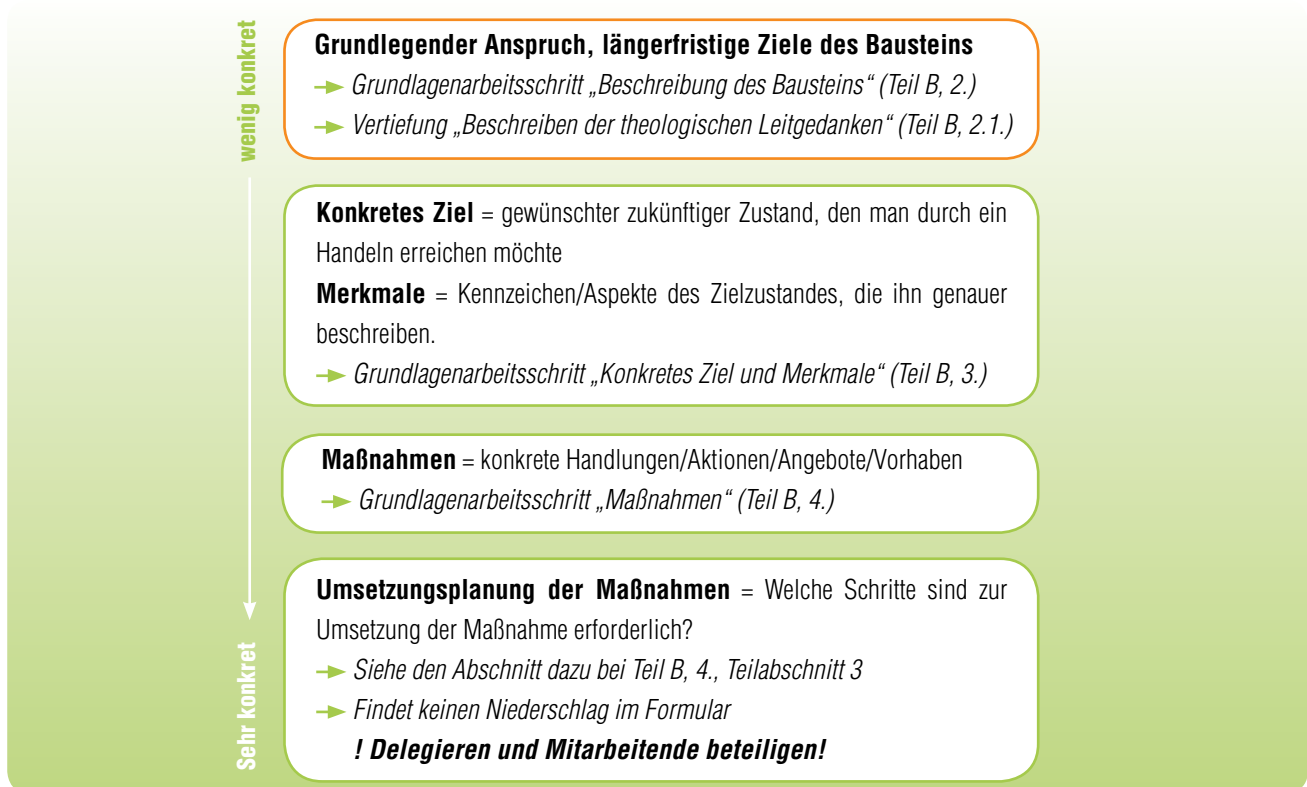 wenig konkret
Grundlegender Anspruch, längerfristige Ziele des Bausteins
Grundlagenarbeitsschritt „Beschreibung des Bausteins“ (Teil B, 2.)
Vertiefung „Beschreiben der theologischen Leitgedanken“ (Teil B, 2.1.)
Konkretes Ziel = gewünschter zukünftiger Zustand, den man durch ein
Handeln erreichen möchte
Merkmale = Kennzeichen/Aspekte des Zielzustandes, die ihn genauer
beschreiben.
Grundlagenarbeitsschritt „Konkretes Ziel und Merkmale“ (Teil B, 3.)
Maßnahmen = konkrete Handlungen/Aktionen/Angebote/Vorhaben
Grundlagenarbeitsschritt „Maßnahmen“ (Teil B, 4.)
Umsetzungsplanung der Maßnahmen = Welche Schritte sind zur
Umsetzung der Maßnahme erforderlich?
Siehe den Abschnitt dazu bei Teil B, 4., Teilabschnitt 3
Findet keinen Niederschlag im Formular
! Delegieren und Mitarbeitende beteiligen!
Sehr konkret